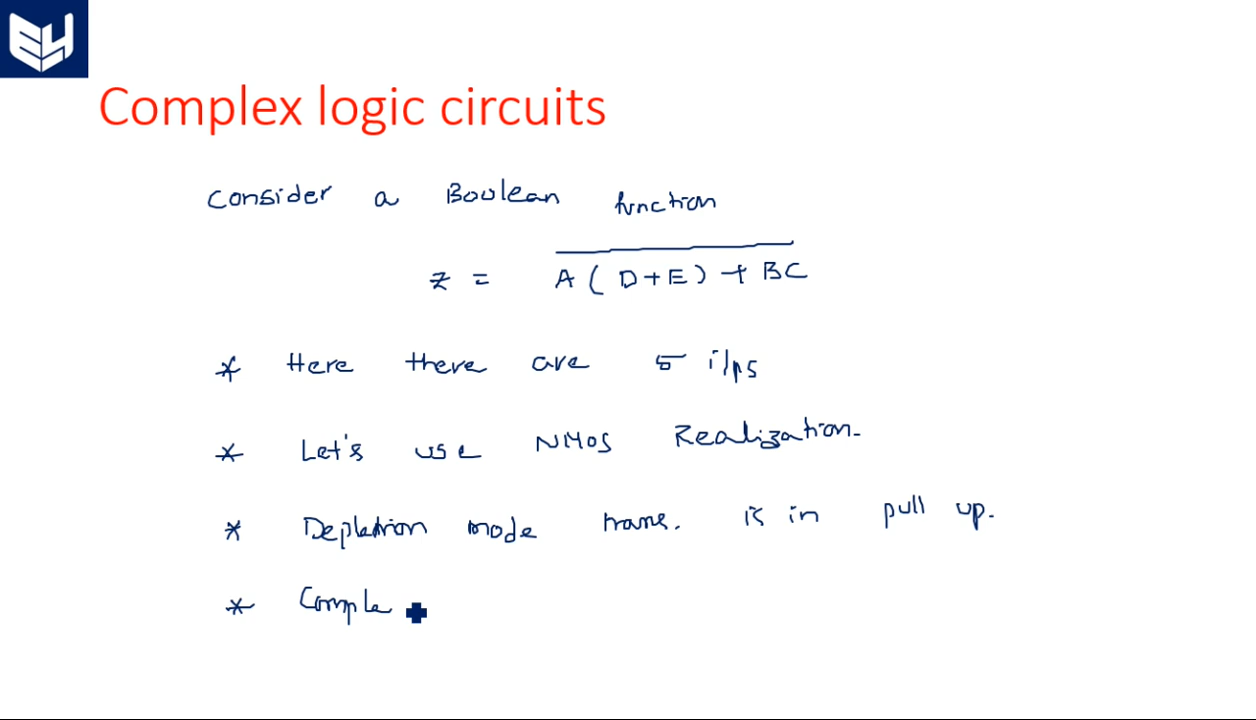 Complex logic circuits
Consider a Boolean function
Z = \overline{A(D+E)+BC}
* Here there are 5 i/ps
* Let's use NMOS Realization.
* Depletion mode trans. is in pull up.
* Comple